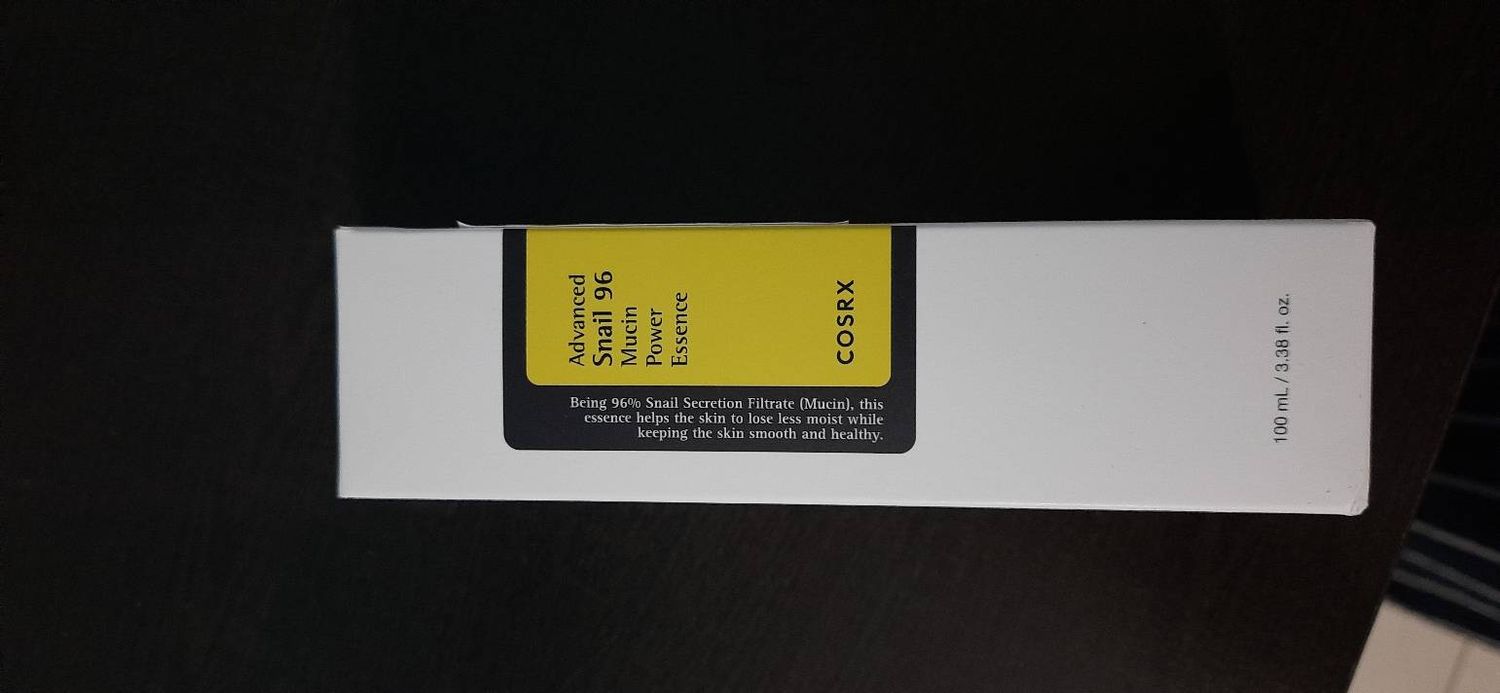 Advanced
Snail 96
Mucin
Power
Essence
COSRX
Being 96% Snail Secretion Filtrate (Mucin), this
essence helps the skin to lose less moist while
keeping the skin smooth and healthy.
100 mL / 3.38 fl. oz.